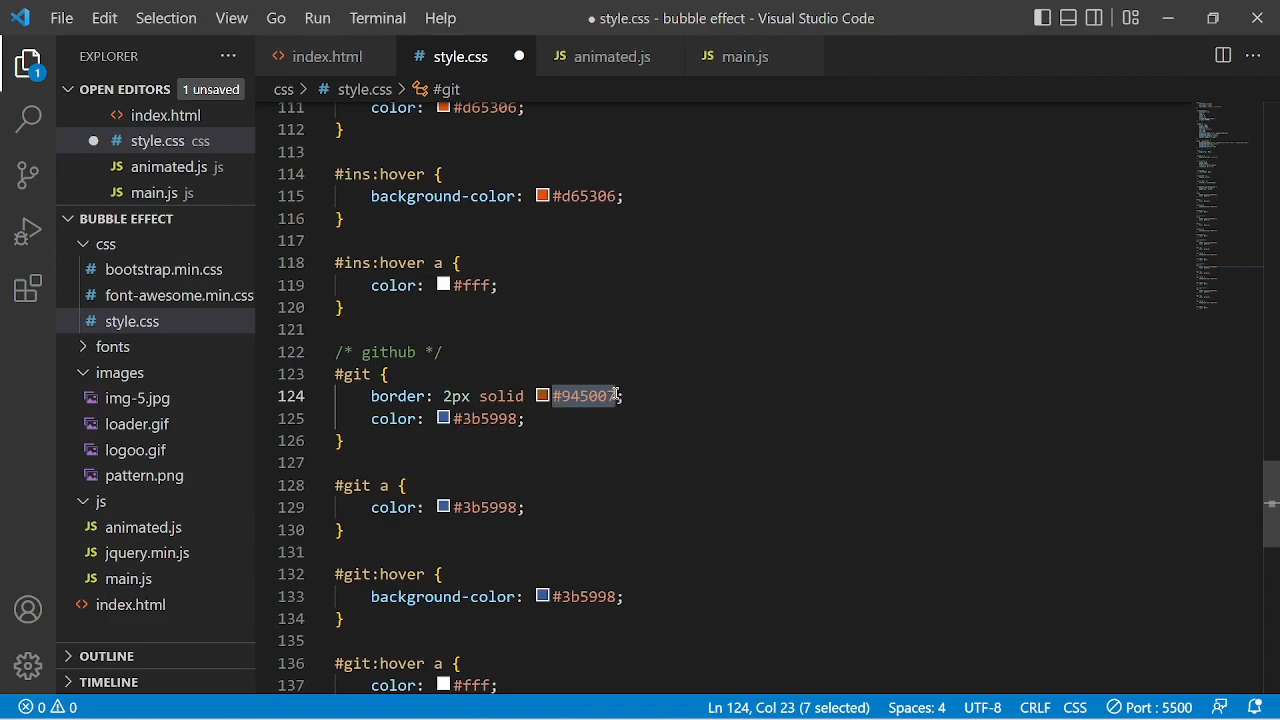 File Edit Selection View Go Run Terminal Help
● style.css - bubble effect - Visual Studio Code
EXPLORER
index.html
style.css
animated.js
main.js
OPEN EDITORS 1 unsaved
css > style.css > #git
index.html
style.css css
animated.js js
main.js js
BUBBLE EFFECT
css
bootstrap.min.css
font-awesome.min.css
style.css
fonts
images
img-5.jpg
loader.gif
logoo.gif
pattern.png
js
animated.js
jquery.min.js
main.js
index.html
OUTLINE
TIMELINE
1
111 color: #d65306;
112 }
113
114 #ins:hover {
115 background-color: #d65306;
116 }
117
118 #ins:hover a {
119 color: #fff;
120 }
121
122 /* github */
123 #git {
124 border: 2px solid #945007;
125 color: #3b5998;
126 }
127
128 #git a {
129 color: #3b5998;
130 }
131
132 #git:hover {
133 background-color: #3b5998;
134 }
135
136 #git:hover a {
137 color: #fff;
0 0 Ln 124, Col 23 (7 selected) Spaces: 4 UTF-8 CRLF CSS Port : 5500